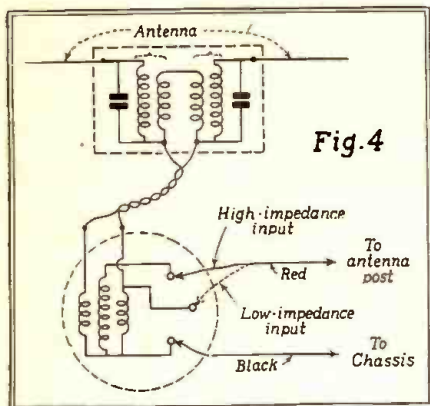 Antenna
Fig.4
High-impedance
input
To
antenna
post
Red
Low-impedance
input
To
Chassis
Black